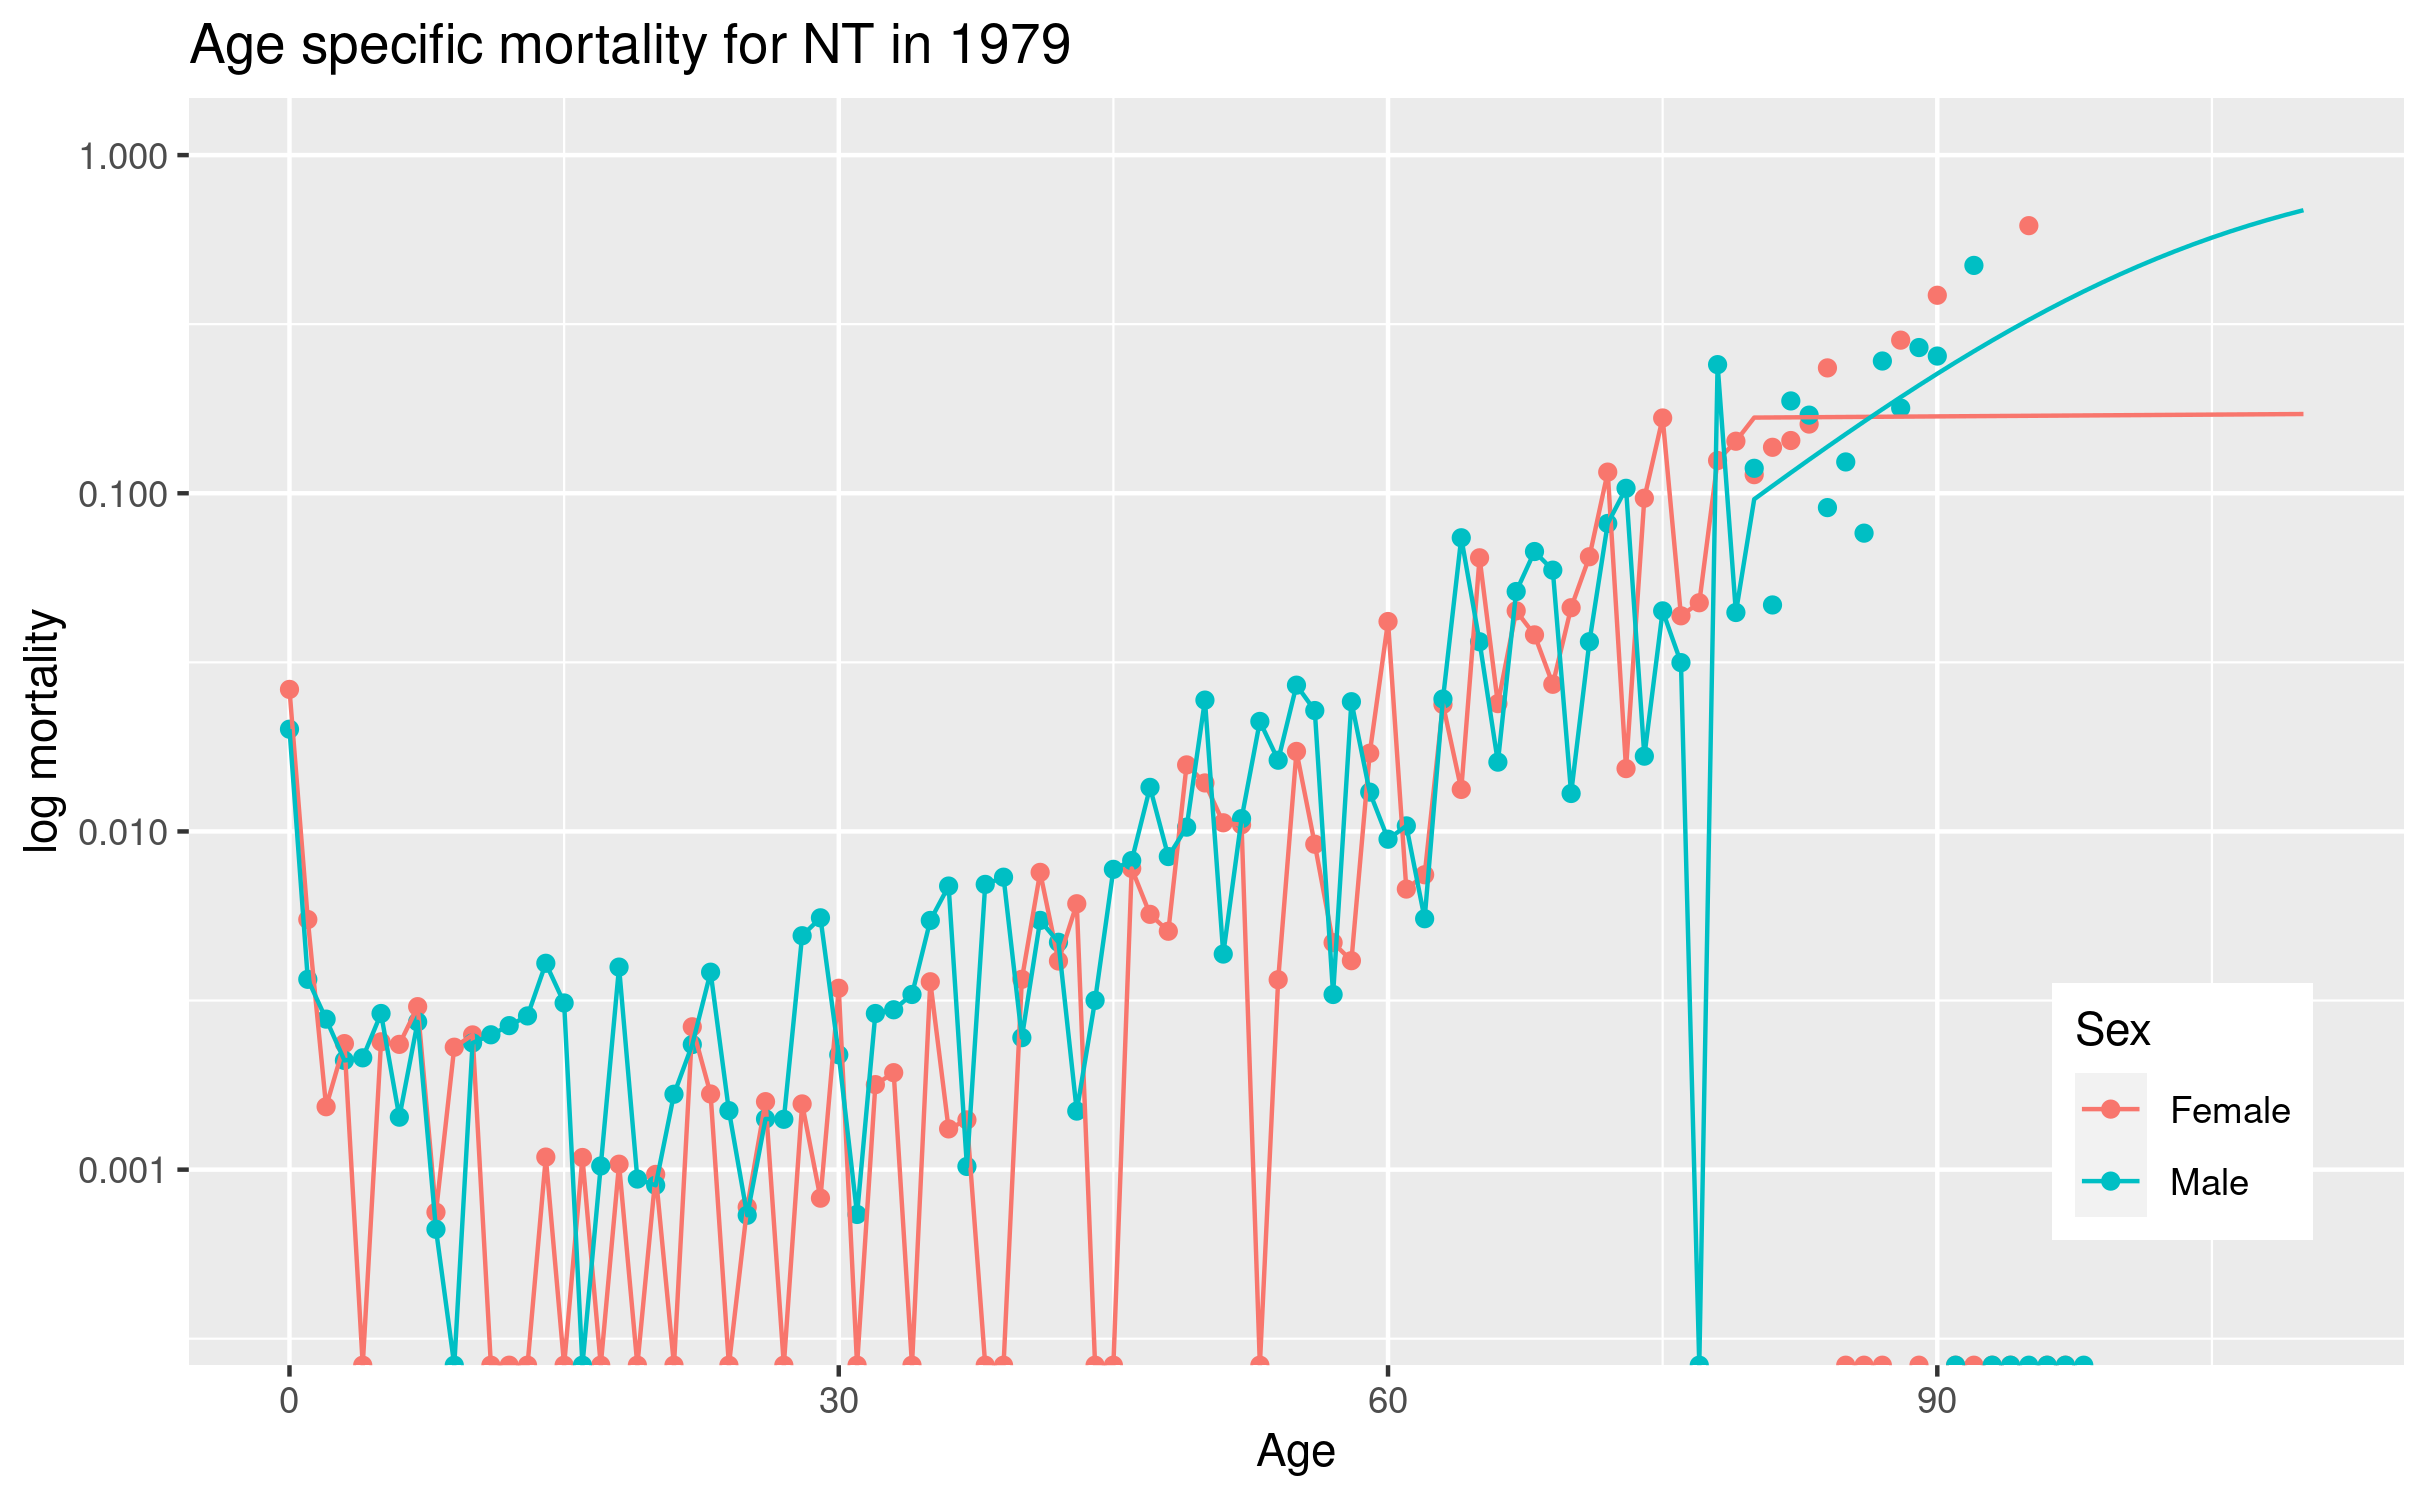 Age specific mortality for NT in 1979
log mortality
1.000
0.100
0.010
0.001
0
30
60
90
Age
Sex
Female
Male